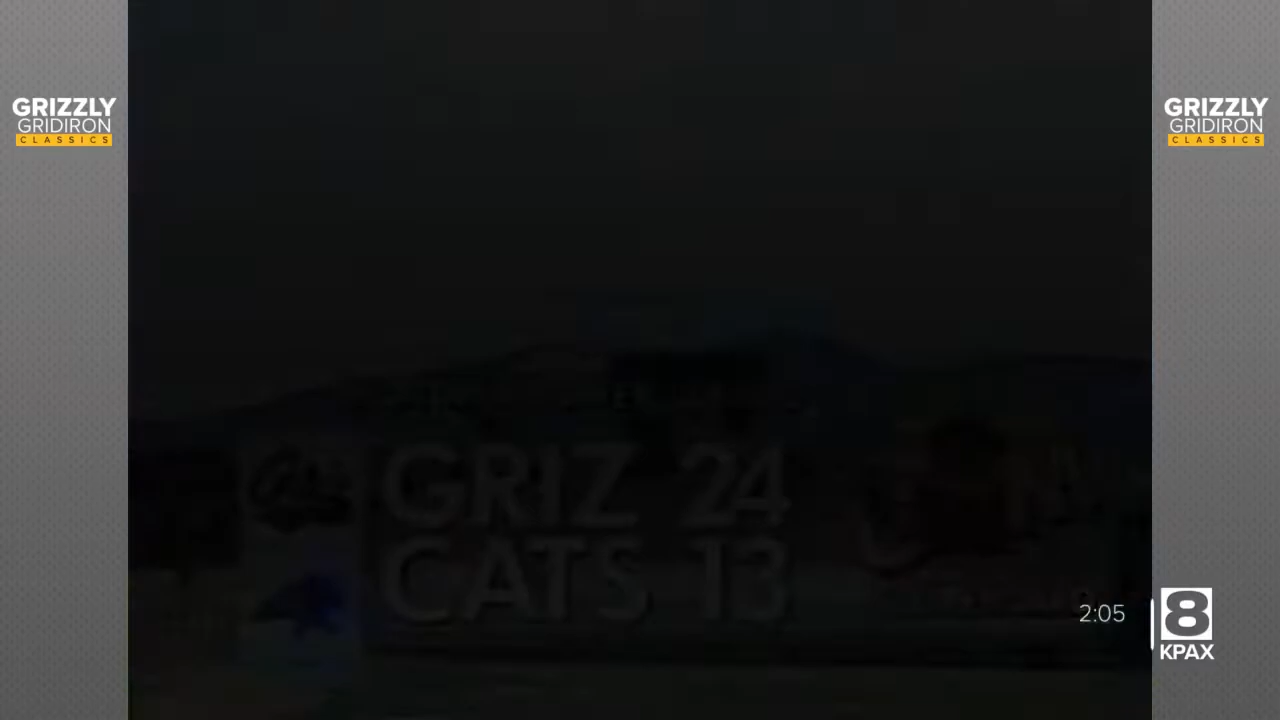 GRIZZLY
GRIDIRON
CLASSICS
GRIZZLY
GRIDIRON
CLASSICS
GRIZ 24
CATS 13
2:05
8
KPAX